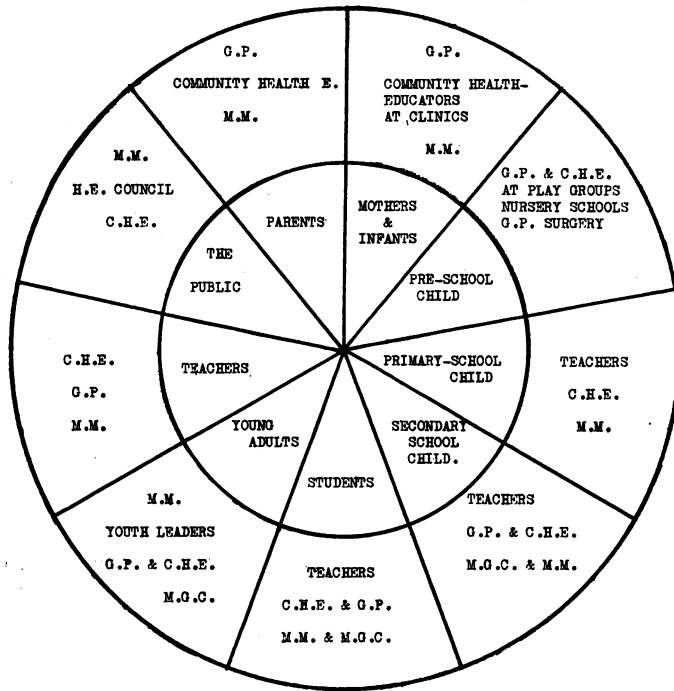 G.P.
COMMUNITY HEALTH E.
M.M.
G.P.
COMMUNITY HEALTH-
EDUCATORS
AT CLINICS
M.M.
G.P. & C.H.E.
AT PLAY GROUPS
NURSERY SCHOOLS
G.P. SURGERY
TEACHERS
C.H.E.
M.M.
TEACHERS
G.P. & C.H.E.
M.G.C. & M.M.
TEACHERS
C.H.E. & G.P.
M.M. & M.G.C.
M.M.
YOUTH LEADERS
G.P. & C.H.E.
M.G.C.
C.H.E.
G.P.
M.M.
M.M.
H.E. COUNCIL
C.H.E.
PARENTS
MOTHERS
&
INFANTS
PRE-SCHOOL
CHILD
PRIMARY-SCHOOL
CHILD
SECONDARY
SCHOOL
CHILD.
STUDENTS
YOUNG
ADULTS
TEACHERS
THE
PUBLIC